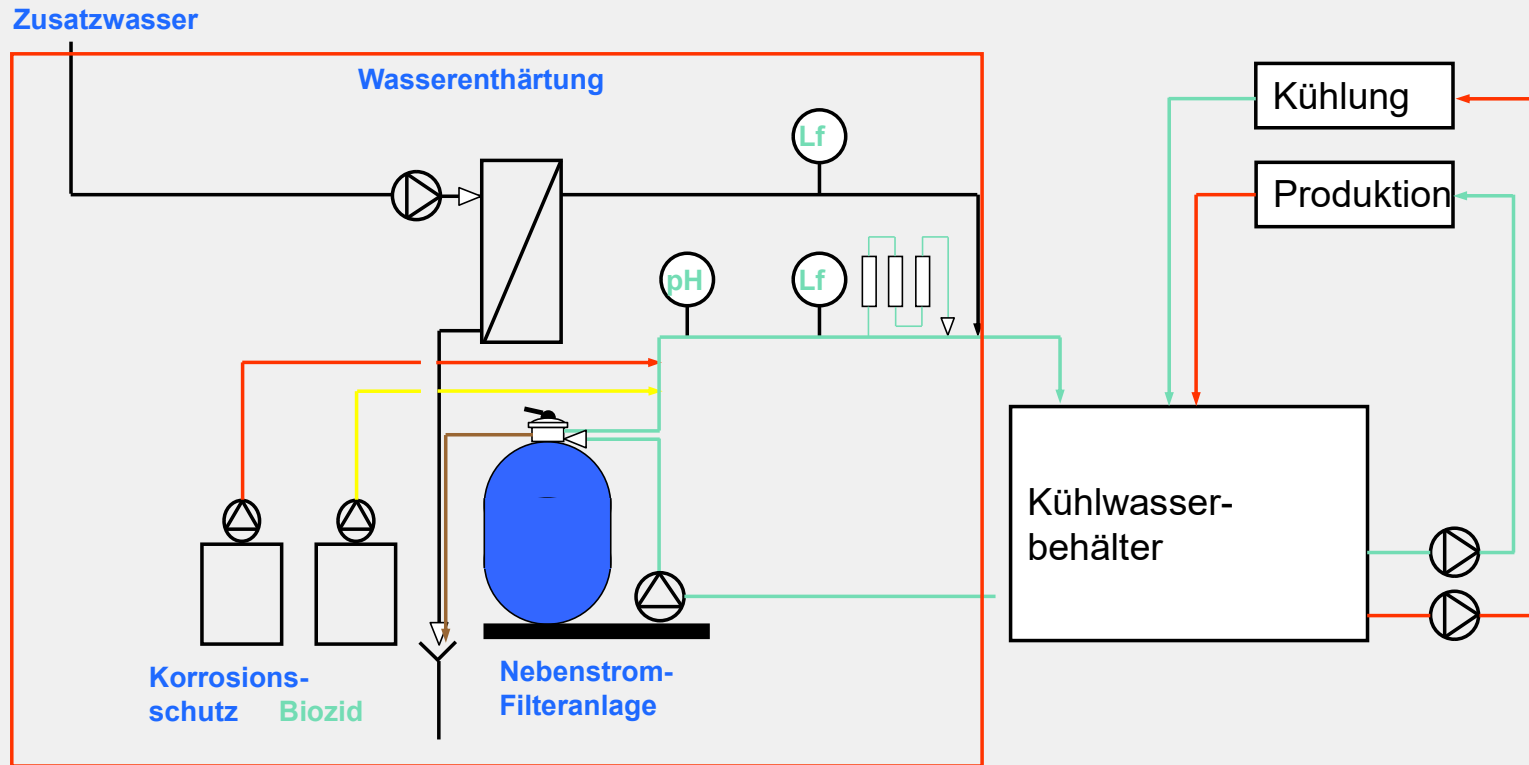 Zusatzwasser
Wasserenthärtung
Lf
Kühlung
Produktion
pH
Lf
Kühlwasser-
behälter
Korrosions-
schutz
Biozid
Nebenstrom-
Filteranlage